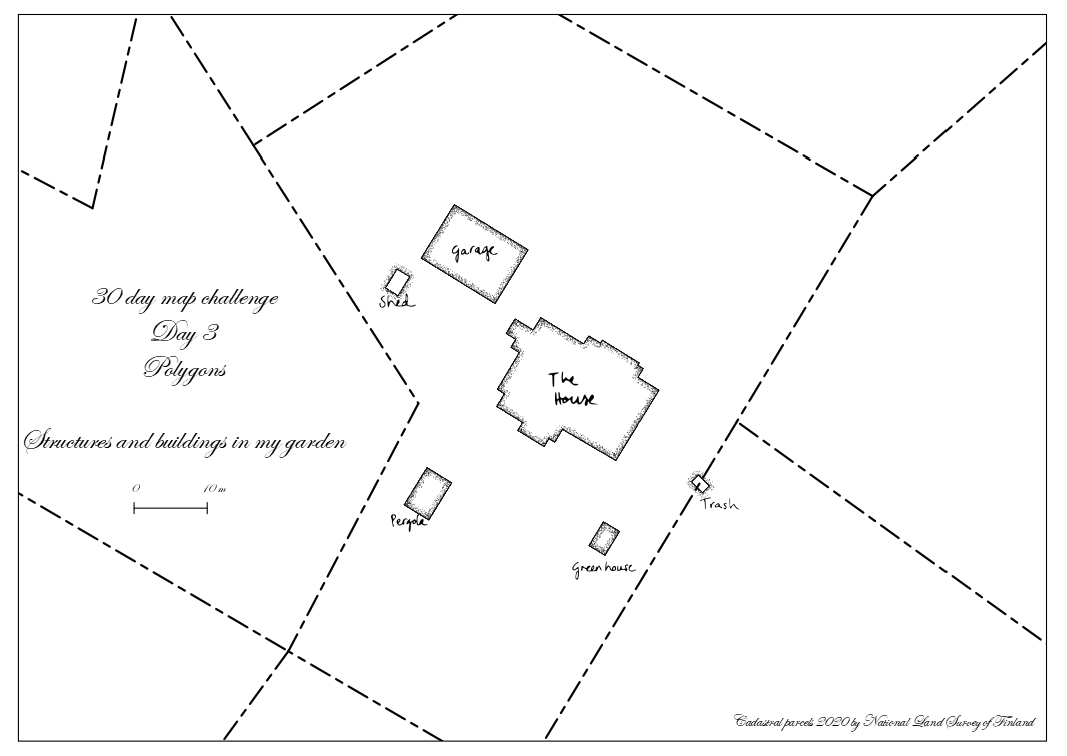 Garage
Shed
30 day map challenge
Day 3
Polygons
The
House
Structures and buildings in my garden
0 10 m
Trash
Pergola
Greenhouse
Cadastral parcels 2020 by National Land Survey of Finland